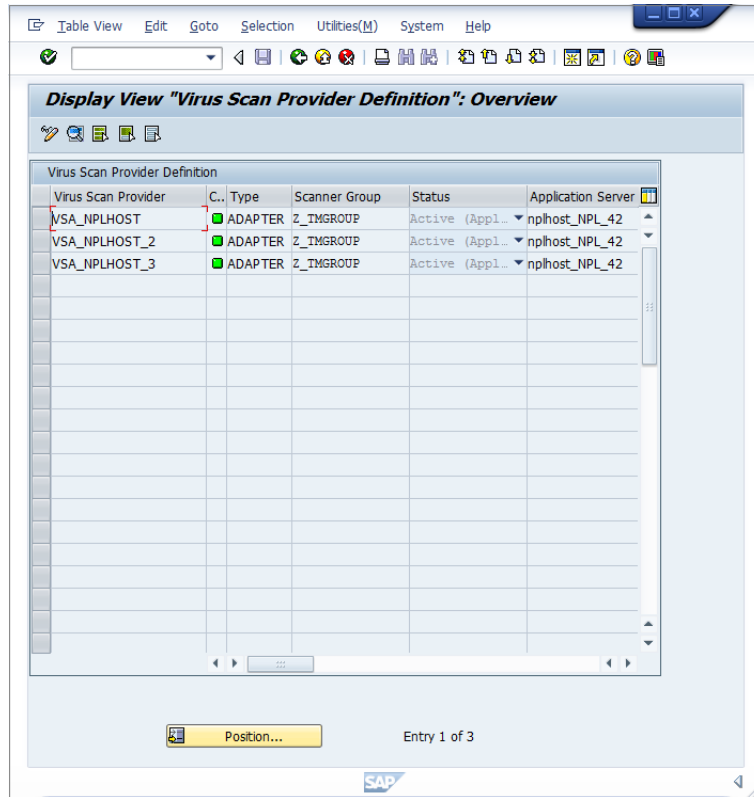 Table View Edit Goto Selection Utilities(M) System Help
Display View "Virus Scan Provider Definition": Overview
Virus Scan Provider Definition
Virus Scan Provider C.. Type Scanner Group Status Application Server
VSA_NPLHOST ADAPTER Z_TMGROUP Active (Appl… nplhost_NPL_42
VSA_NPLHOST_2 ADAPTER Z_TMGROUP Active (Appl… nplhost_NPL_42
VSA_NPLHOST_3 ADAPTER Z_TMGROUP Active (Appl… nplhost_NPL_42
Position... Entry 1 of 3
SAP